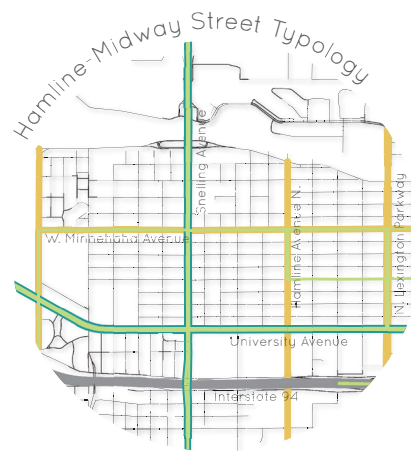 Hamline-Midway Street Typology
Snelling Avenue
N. Lexington Parkway
Hamline Avenue N.
W. Minnehaha Avenue
University Avenue
Interstate 94